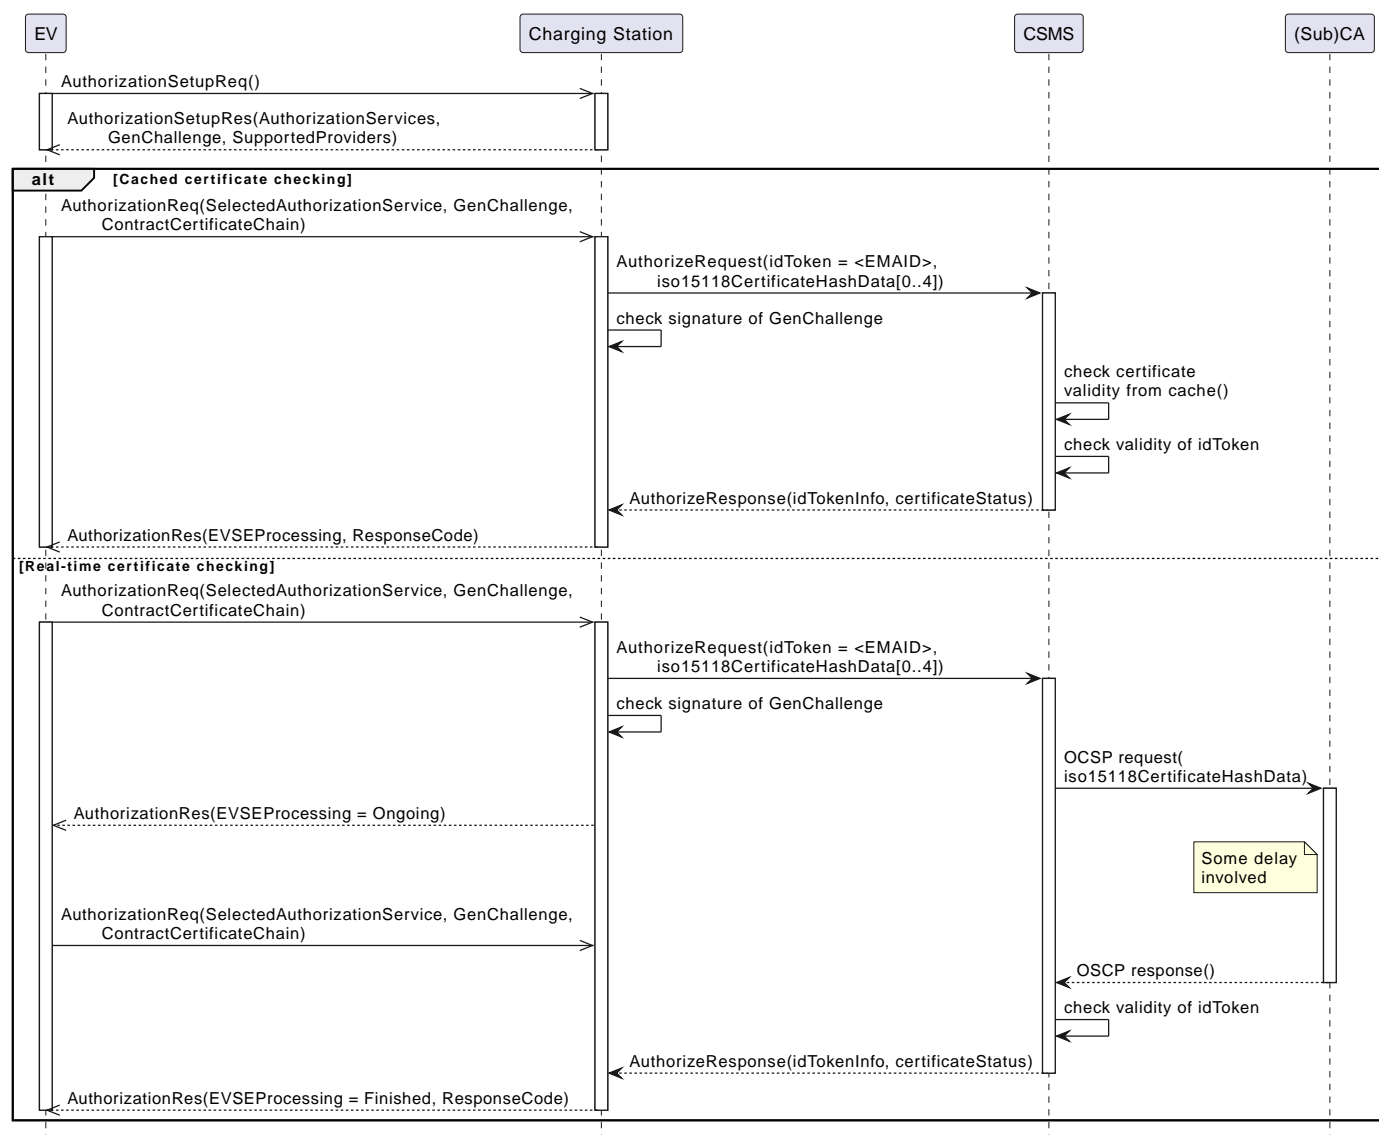 EV
Charging Station
CSMS
(Sub)CA
AuthorizationSetupReq()
AuthorizationSetupRes(AuthorizationServices,
GenChallenge, SupportedProviders)
alt
[Cached certificate checking]
AuthorizationReq(SelectedAuthorizationService, GenChallenge,
ContractCertificateChain)
AuthorizeRequest(idToken = <EMAID>,
iso15118CertificateHashData[0..4])
check signature of GenChallenge
check certificate
validity from cache()
check validity of idToken
AuthorizeResponse(idTokenInfo, certificateStatus)
AuthorizationRes(EVSEProcessing, ResponseCode)
[Real-time certificate checking]
AuthorizationReq(SelectedAuthorizationService, GenChallenge,
ContractCertificateChain)
AuthorizeRequest(idToken = <EMAID>,
iso15118CertificateHashData[0..4])
check signature of GenChallenge
OCSP request(
iso15118CertificateHashData)
AuthorizationRes(EVSEProcessing = Ongoing)
Some delay
involved
AuthorizationReq(SelectedAuthorizationService, GenChallenge,
ContractCertificateChain)
OSCP response()
check validity of idToken
AuthorizeResponse(idTokenInfo, certificateStatus)
AuthorizationRes(EVSEProcessing = Finished, ResponseCode)